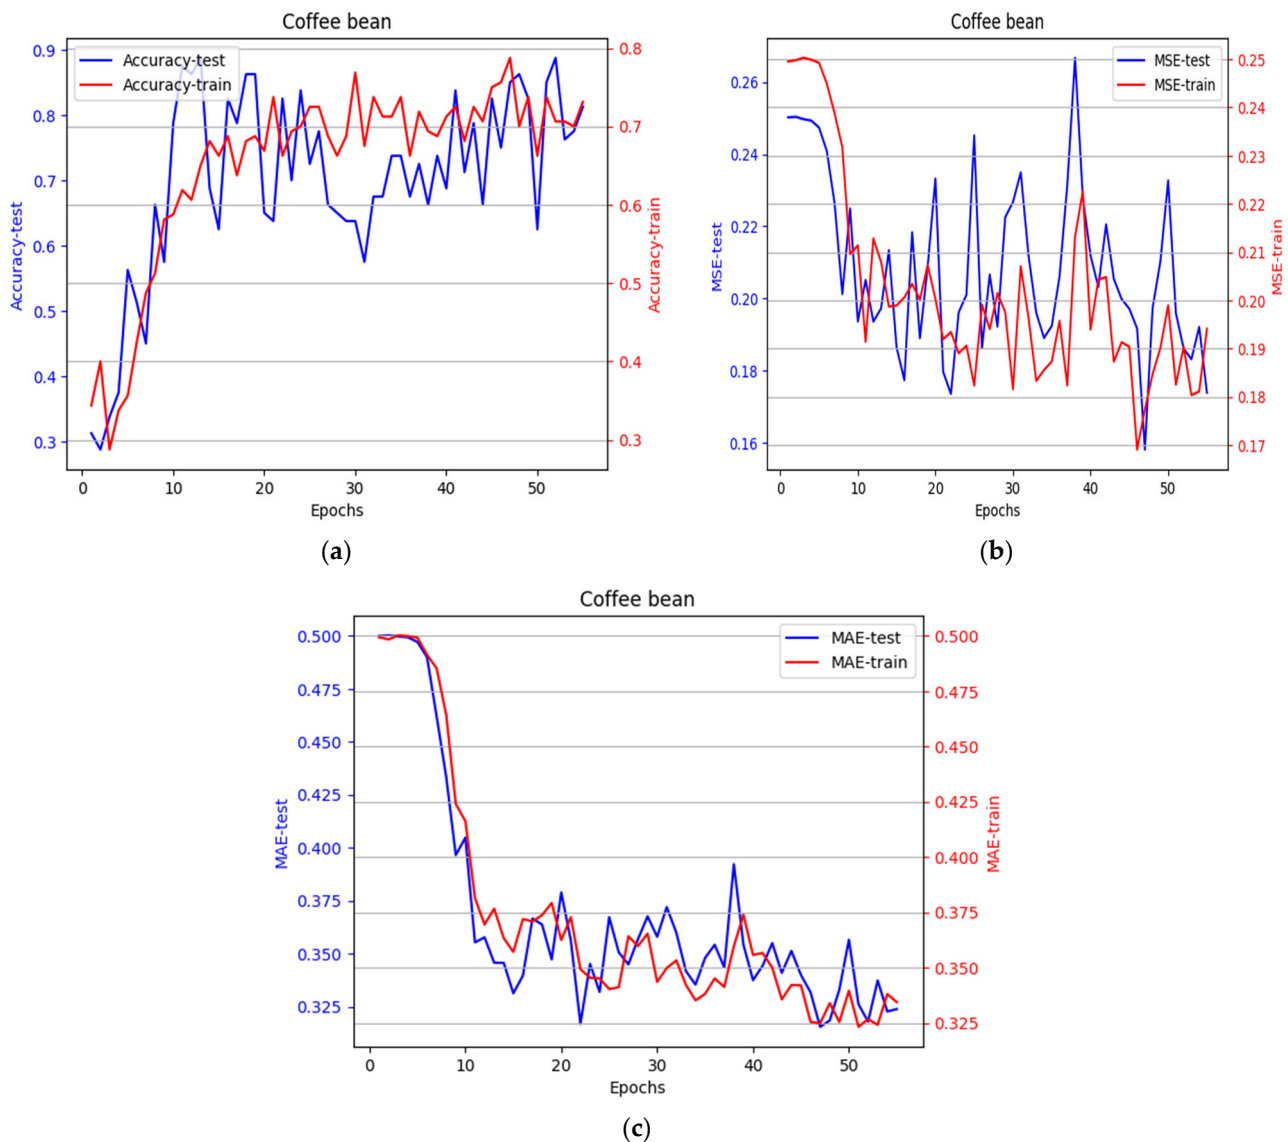 Coffee bean
Accuracy-test
Accuracy-train
0.9
0.8
0.7
0.6
0.5
0.4
0.3
Accuracy-test
0.8
0.7
0.6
0.5
0.4
0.3
Accuracy-train
0 10 20 30 40 50
Epochs
(a)
Coffee bean
MSE-test
MSE-train
0.26
0.24
0.22
0.20
0.18
0.16
MSE-test
0.25
0.24
0.23
0.22
0.21
0.20
0.19
0.18
0.17
MSE-train
0 10 20 30 40 50
Epochs
(b)
Coffee bean
MAE-test
MAE-train
0.500
0.475
0.450
0.425
0.400
0.375
0.350
0.325
MAE-test
0.500
0.475
0.450
0.425
0.400
0.375
0.350
0.325
MAE-train
0 10 20 30 40 50
Epochs
(c)